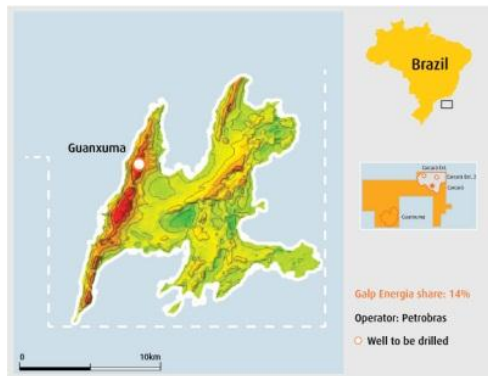 Brazil
Guanxuma
Carcará Ext.
Carcará Ext. 2
Carcará
Guanxuma
Galp Energia share: 14%
Operator: Petrobras
Well to be drilled
0
10km